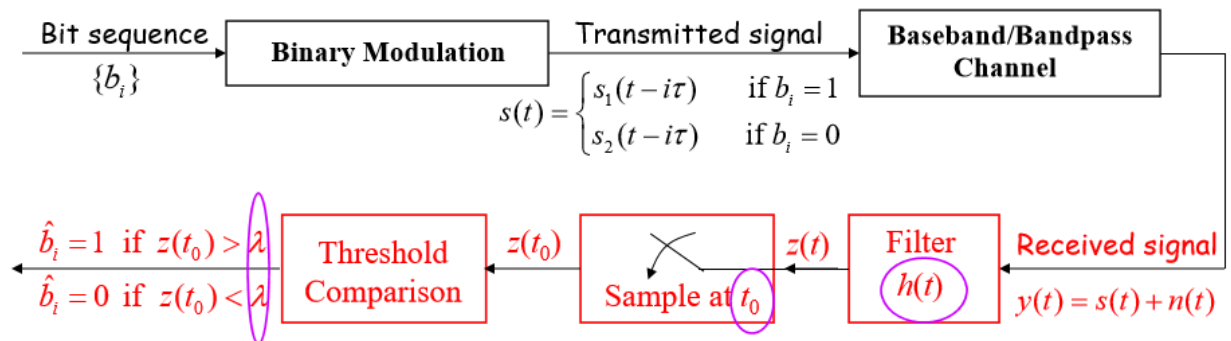 Bit sequence
{b_i}
Binary Modulation
Transmitted signal
s(t) = { s_1(t − iτ) if b_i = 1
s_2(t − iτ) if b_i = 0
Baseband/Bandpass
Channel
Received signal
y(t) = s(t) + n(t)
Filter
h(t)
z(t)
Sample at t_0
z(t_0)
Threshold
Comparison
b̂_i = 1 if z(t_0) > λ
b̂_i = 0 if z(t_0) < λ